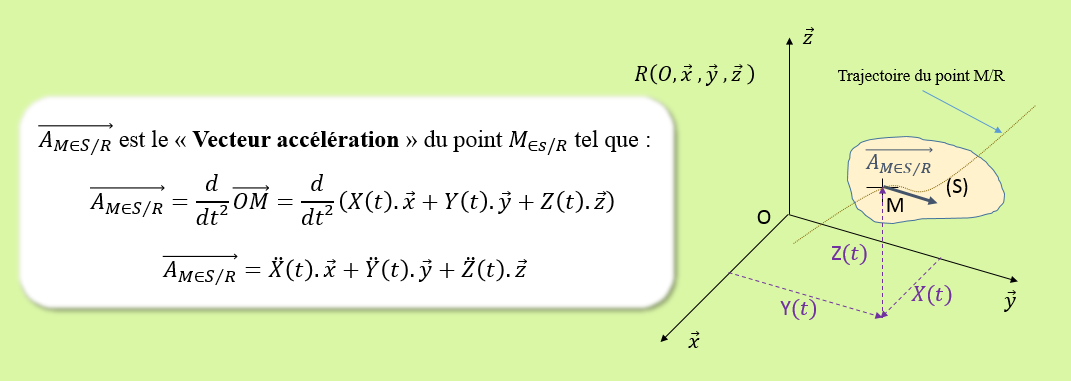 $\overrightarrow{A_{M\in S/R}}$ est le « Vecteur accélération » du point $M_{\in s/R}$ tel que :
$\overrightarrow{A_{M\in S/R}} = \frac{d}{dt^2}\overrightarrow{OM} = \frac{d}{dt^2}(X(t).\vec{x} + Y(t).\vec{y} + Z(t).\vec{z})$
$\overrightarrow{A_{M\in S/R}} = \ddot{X}(t).\vec{x} + \ddot{Y}(t).\vec{y} + \ddot{Z}(t).\vec{z}$
$R(O, \vec{x}, \vec{y}, \vec{z})$
$\vec{z}$
Trajectoire du point M/R
$\overrightarrow{A_{M\in S/R}}$
(S)
M
O
Z(t)
X(t)
Y(t)
$\vec{y}$
$\vec{x}$